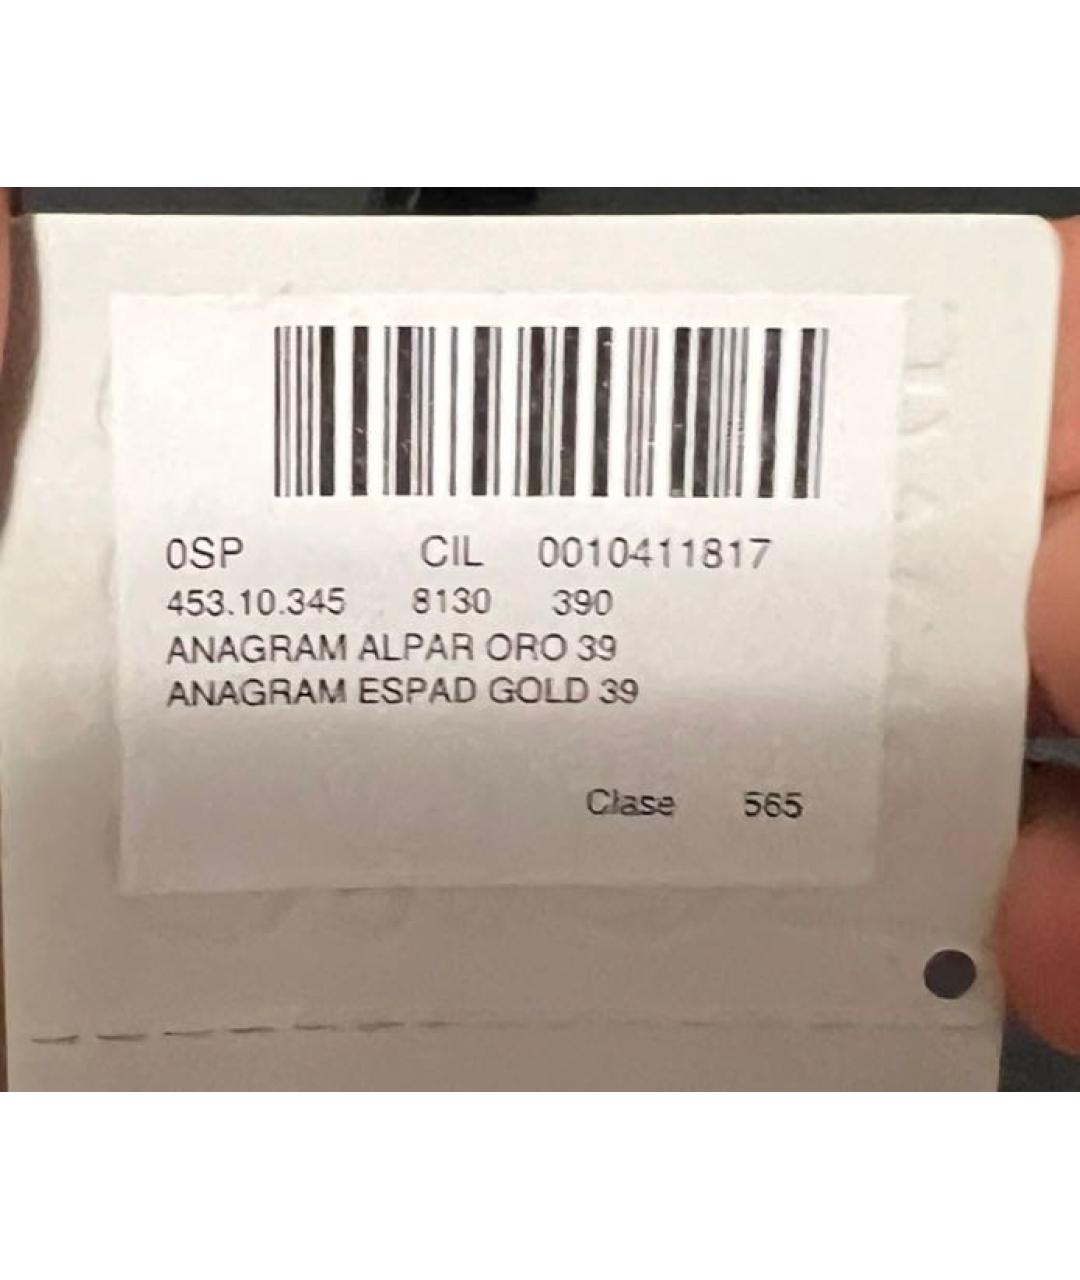 0SP CIL 0010411817
453.10.345 8130 390
ANAGRAM ALPAR ORO 39
ANAGRAM ESPAD GOLD 39
Clase 565